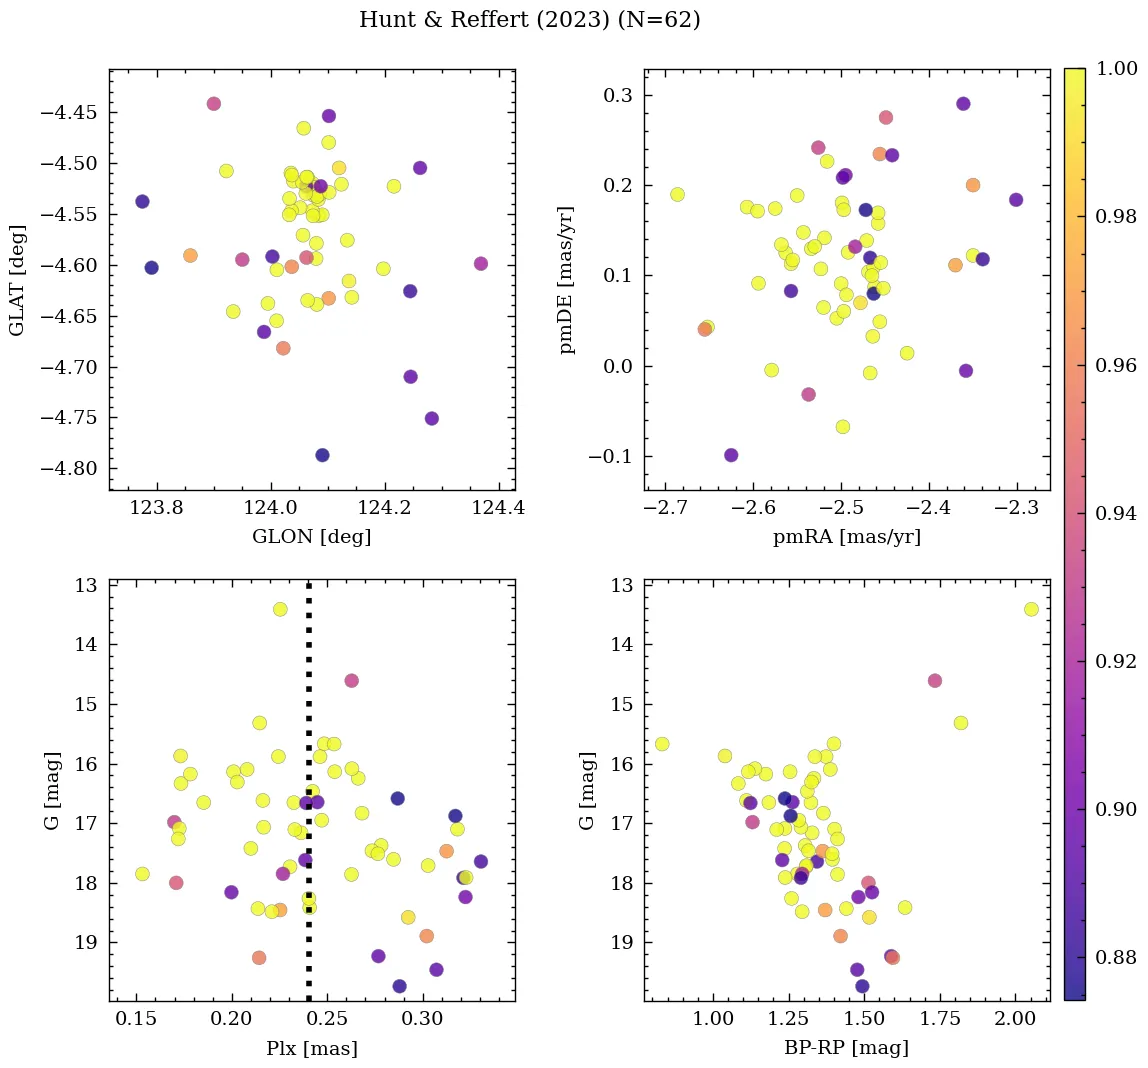 Hunt & Reffert (2023) (N=62)
−4.45
−4.50
−4.55
−4.60
−4.65
−4.70
−4.75
−4.80
GLAT [deg]
123.8 124.0 124.2 124.4
GLON [deg]
0.3
0.2
0.1
0.0
−0.1
pmDE [mas/yr]
−2.7 −2.6 −2.5 −2.4 −2.3
pmRA [mas/yr]
13
14
15
16
17
18
19
G [mag]
0.15 0.20 0.25 0.30
Plx [mas]
13
14
15
16
17
18
19
G [mag]
1.00 1.25 1.50 1.75 2.00
BP-RP [mag]
1.00
0.98
0.96
0.94
0.92
0.90
0.88